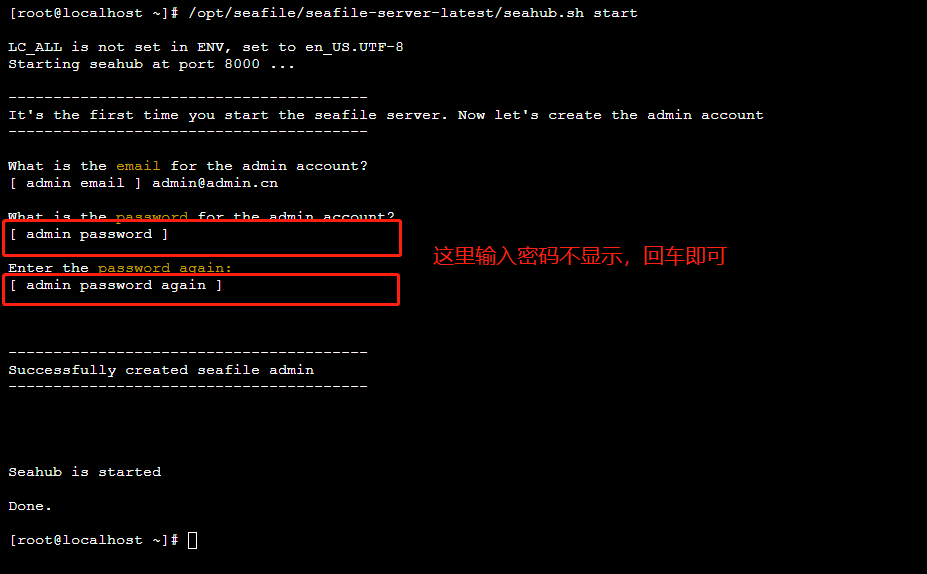 [root@localhost ~]# /opt/seafile/seafile-server-latest/seahub.sh start
LC_ALL is not set in ENV, set to en_US.UTF-8
Starting seahub at port 8000 ...
----------------------------------------
It's the first time you start the seafile server. Now let's create the admin account
----------------------------------------
What is the email for the admin account?
[ admin email ] admin@admin.cn
What is the password for the admin account?
[ admin password ]
这里输入密码不显示，回车即可
Enter the password again:
[ admin password again ]
----------------------------------------
Successfully created seafile admin
----------------------------------------
Seahub is started
Done.
[root@localhost ~]#